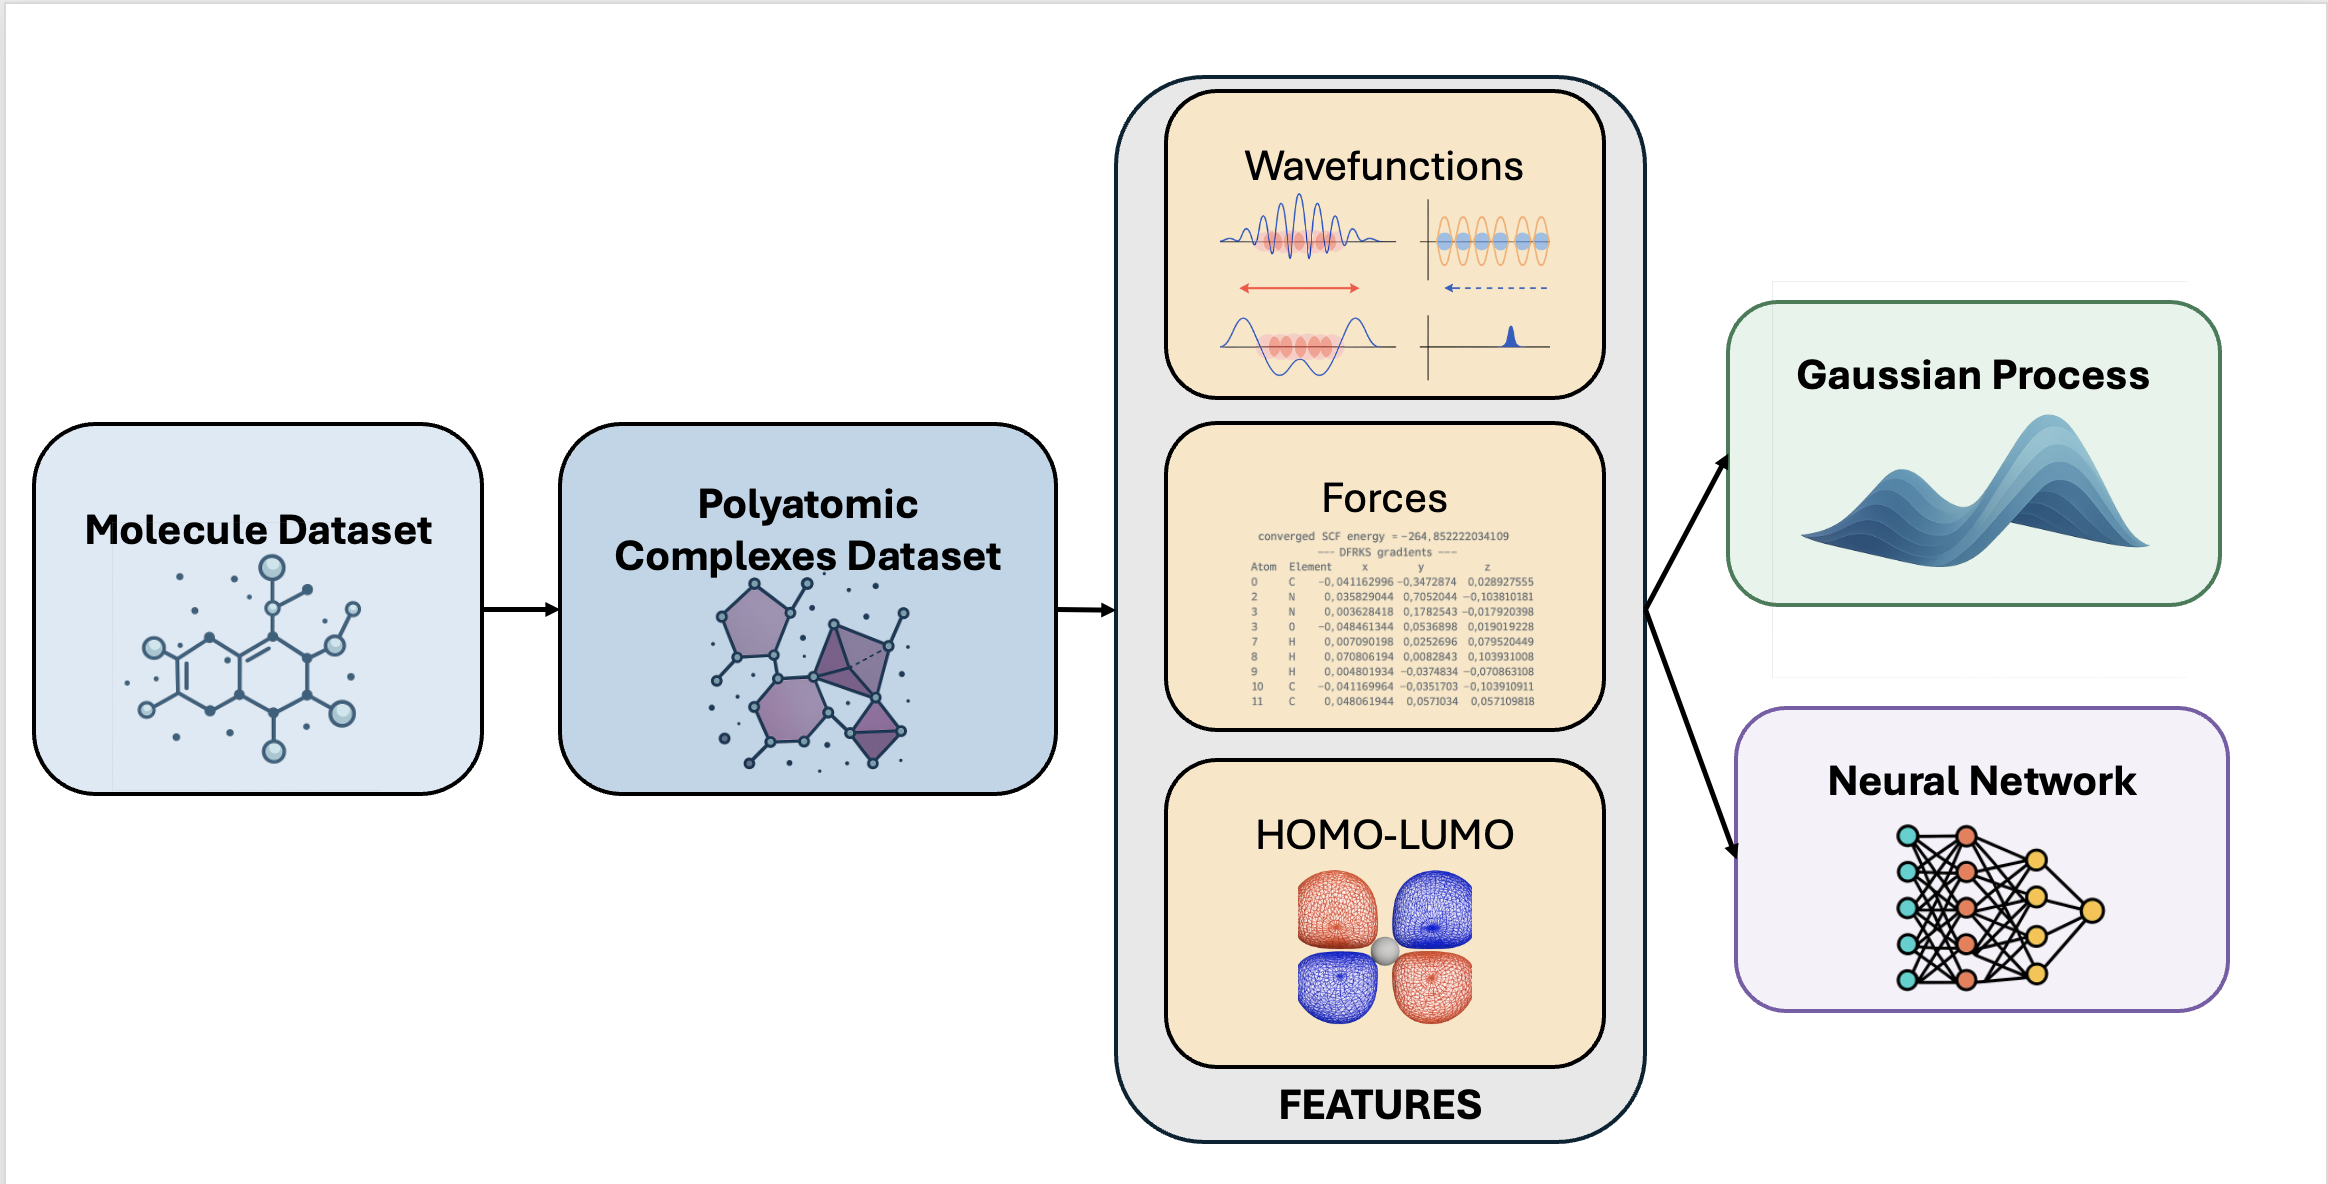 Molecule Dataset
Polyatomic
Complexes Dataset
Wavefunctions
Forces
converged SCF energy = −264,852222034109
--- DFRKS gradients ---
Atom Element x y z
0 C −0,041162996 −0,3472874 0,028927555
2 N 0,035829044 0,7052044 −0,103810181
3 N 0,003628418 0,1782543 −0,017920398
3 O −0,048461344 0,0536898 0,019019228
7 H 0,007090198 0,0252696 0,079520449
8 H 0,070806194 0,0082843 0,103931008
9 H 0,004801934 −0,0374834 −0,070863108
10 C −0,041169964 −0,0351703 −0,103910911
11 C 0,048061944 0,0571034 0,057109818
HOMO-LUMO
FEATURES
Gaussian Process
Neural Network